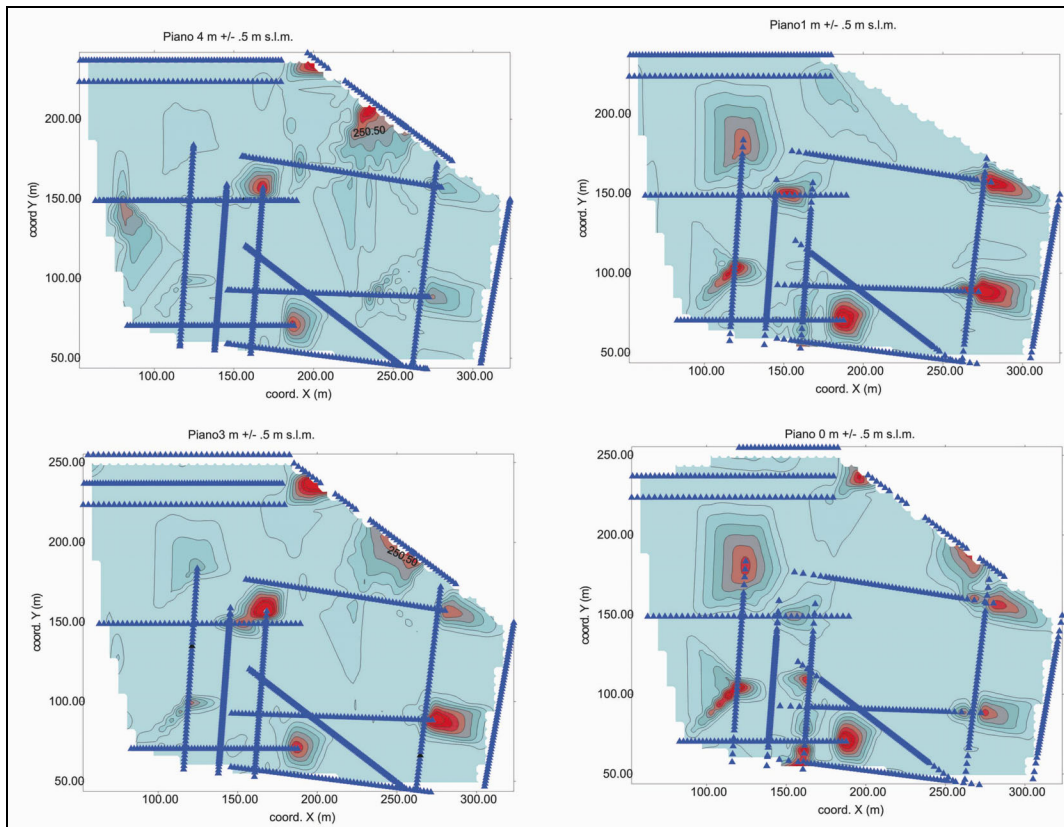 Piano 4 m +/- .5 m s.l.m.
coord Y (m)
200.00
150.00
100.00
50.00
250.50
100.00 150.00 200.00 250.00 300.00
coord. X (m)
Piano1 m +/- .5 m s.l.m.
coord. Y (m)
200.00
150.00
100.00
50.00
100.00 150.00 200.00 250.00 300.00
coord. X (m)
Piano3 m +/- .5 m s.l.m.
coord. Y (m)
250.00
200.00
150.00
100.00
50.00
250.50
100.00 150.00 200.00 250.00 300.00
coord. X (m)
Piano 0 m +/- .5 m s.l.m.
coord. Y (m)
250.00
200.00
150.00
100.00
50.00
100.00 150.00 200.00 250.00 300.00
coord. X (m)